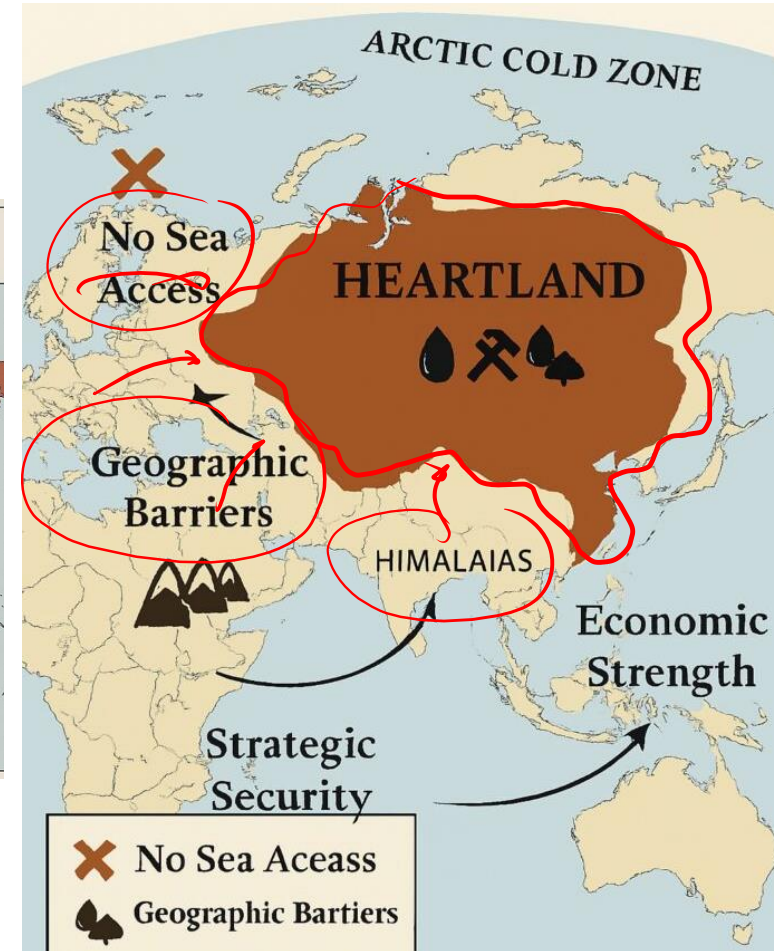 ARCTIC COLD ZONE
No Sea
Access
HEARTLAND
Geographic
Barriers
HIMALAIAS
Economic
Strength
Strategic
Security
No Sea Aceass
Geographic Bartiers